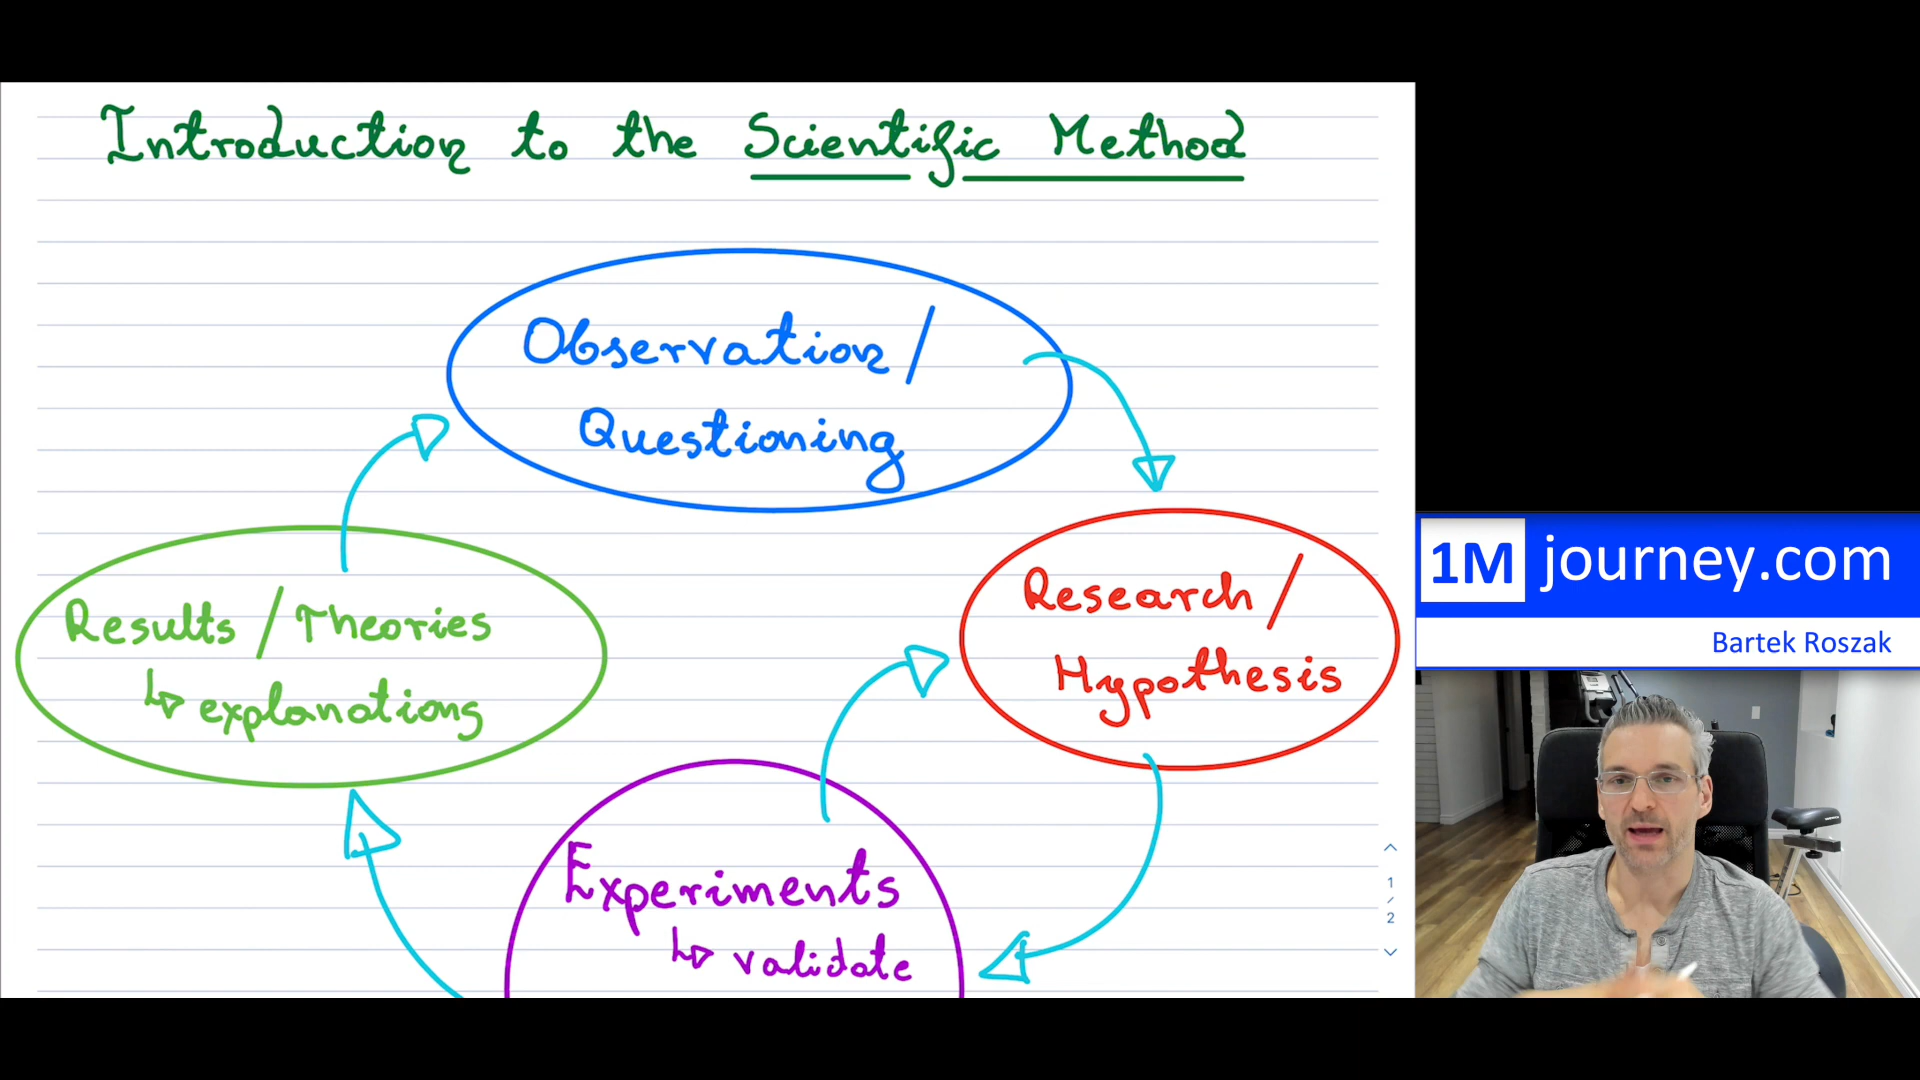 Introduction to the Scientific Method
Observation /
Questioning
Research /
Hypothesis
Results / Theories
↳ explanations
Experiments
↳ validate
1
/
2
1M journey.com
Bartek Roszak